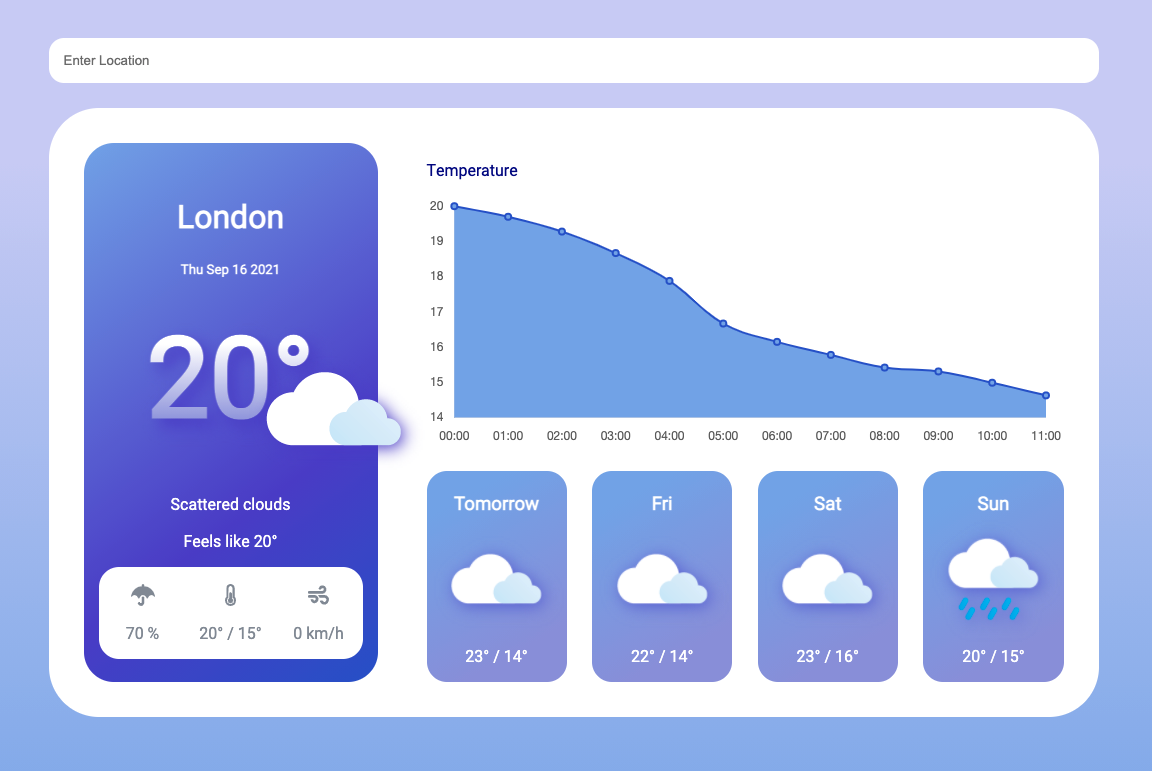 Enter Location
London
Thu Sep 16 2021
20°
Scattered clouds
Feels like 20°
70 %
20° / 15°
0 km/h
Temperature
20
19
18
17
16
15
14
00:00 01:00 02:00 03:00 04:00 05:00 06:00 07:00 08:00 09:00 10:00 11:00
Tomorrow
23° / 14°
Fri
22° / 14°
Sat
23° / 16°
Sun
20° / 15°